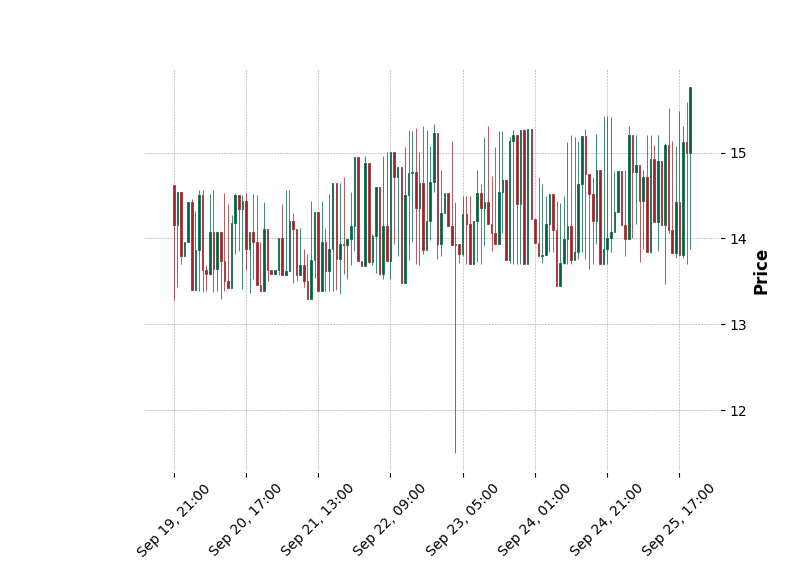 15
14
13
12
Price
Sep 19, 21:00
Sep 20, 17:00
Sep 21, 13:00
Sep 22, 09:00
Sep 23, 05:00
Sep 24, 01:00
Sep 24, 21:00
Sep 25, 17:00